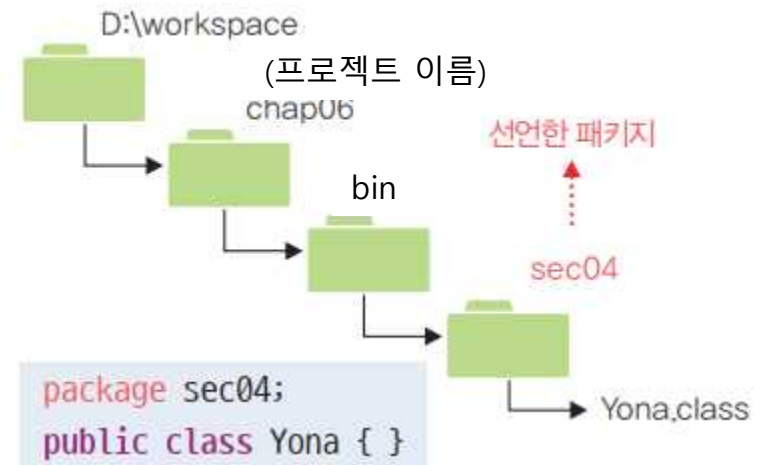 D:\workspace
(프로젝트 이름)
chap06
선언한 패키지
bin
sec04
Yona.class
package sec04;
public class Yona { }